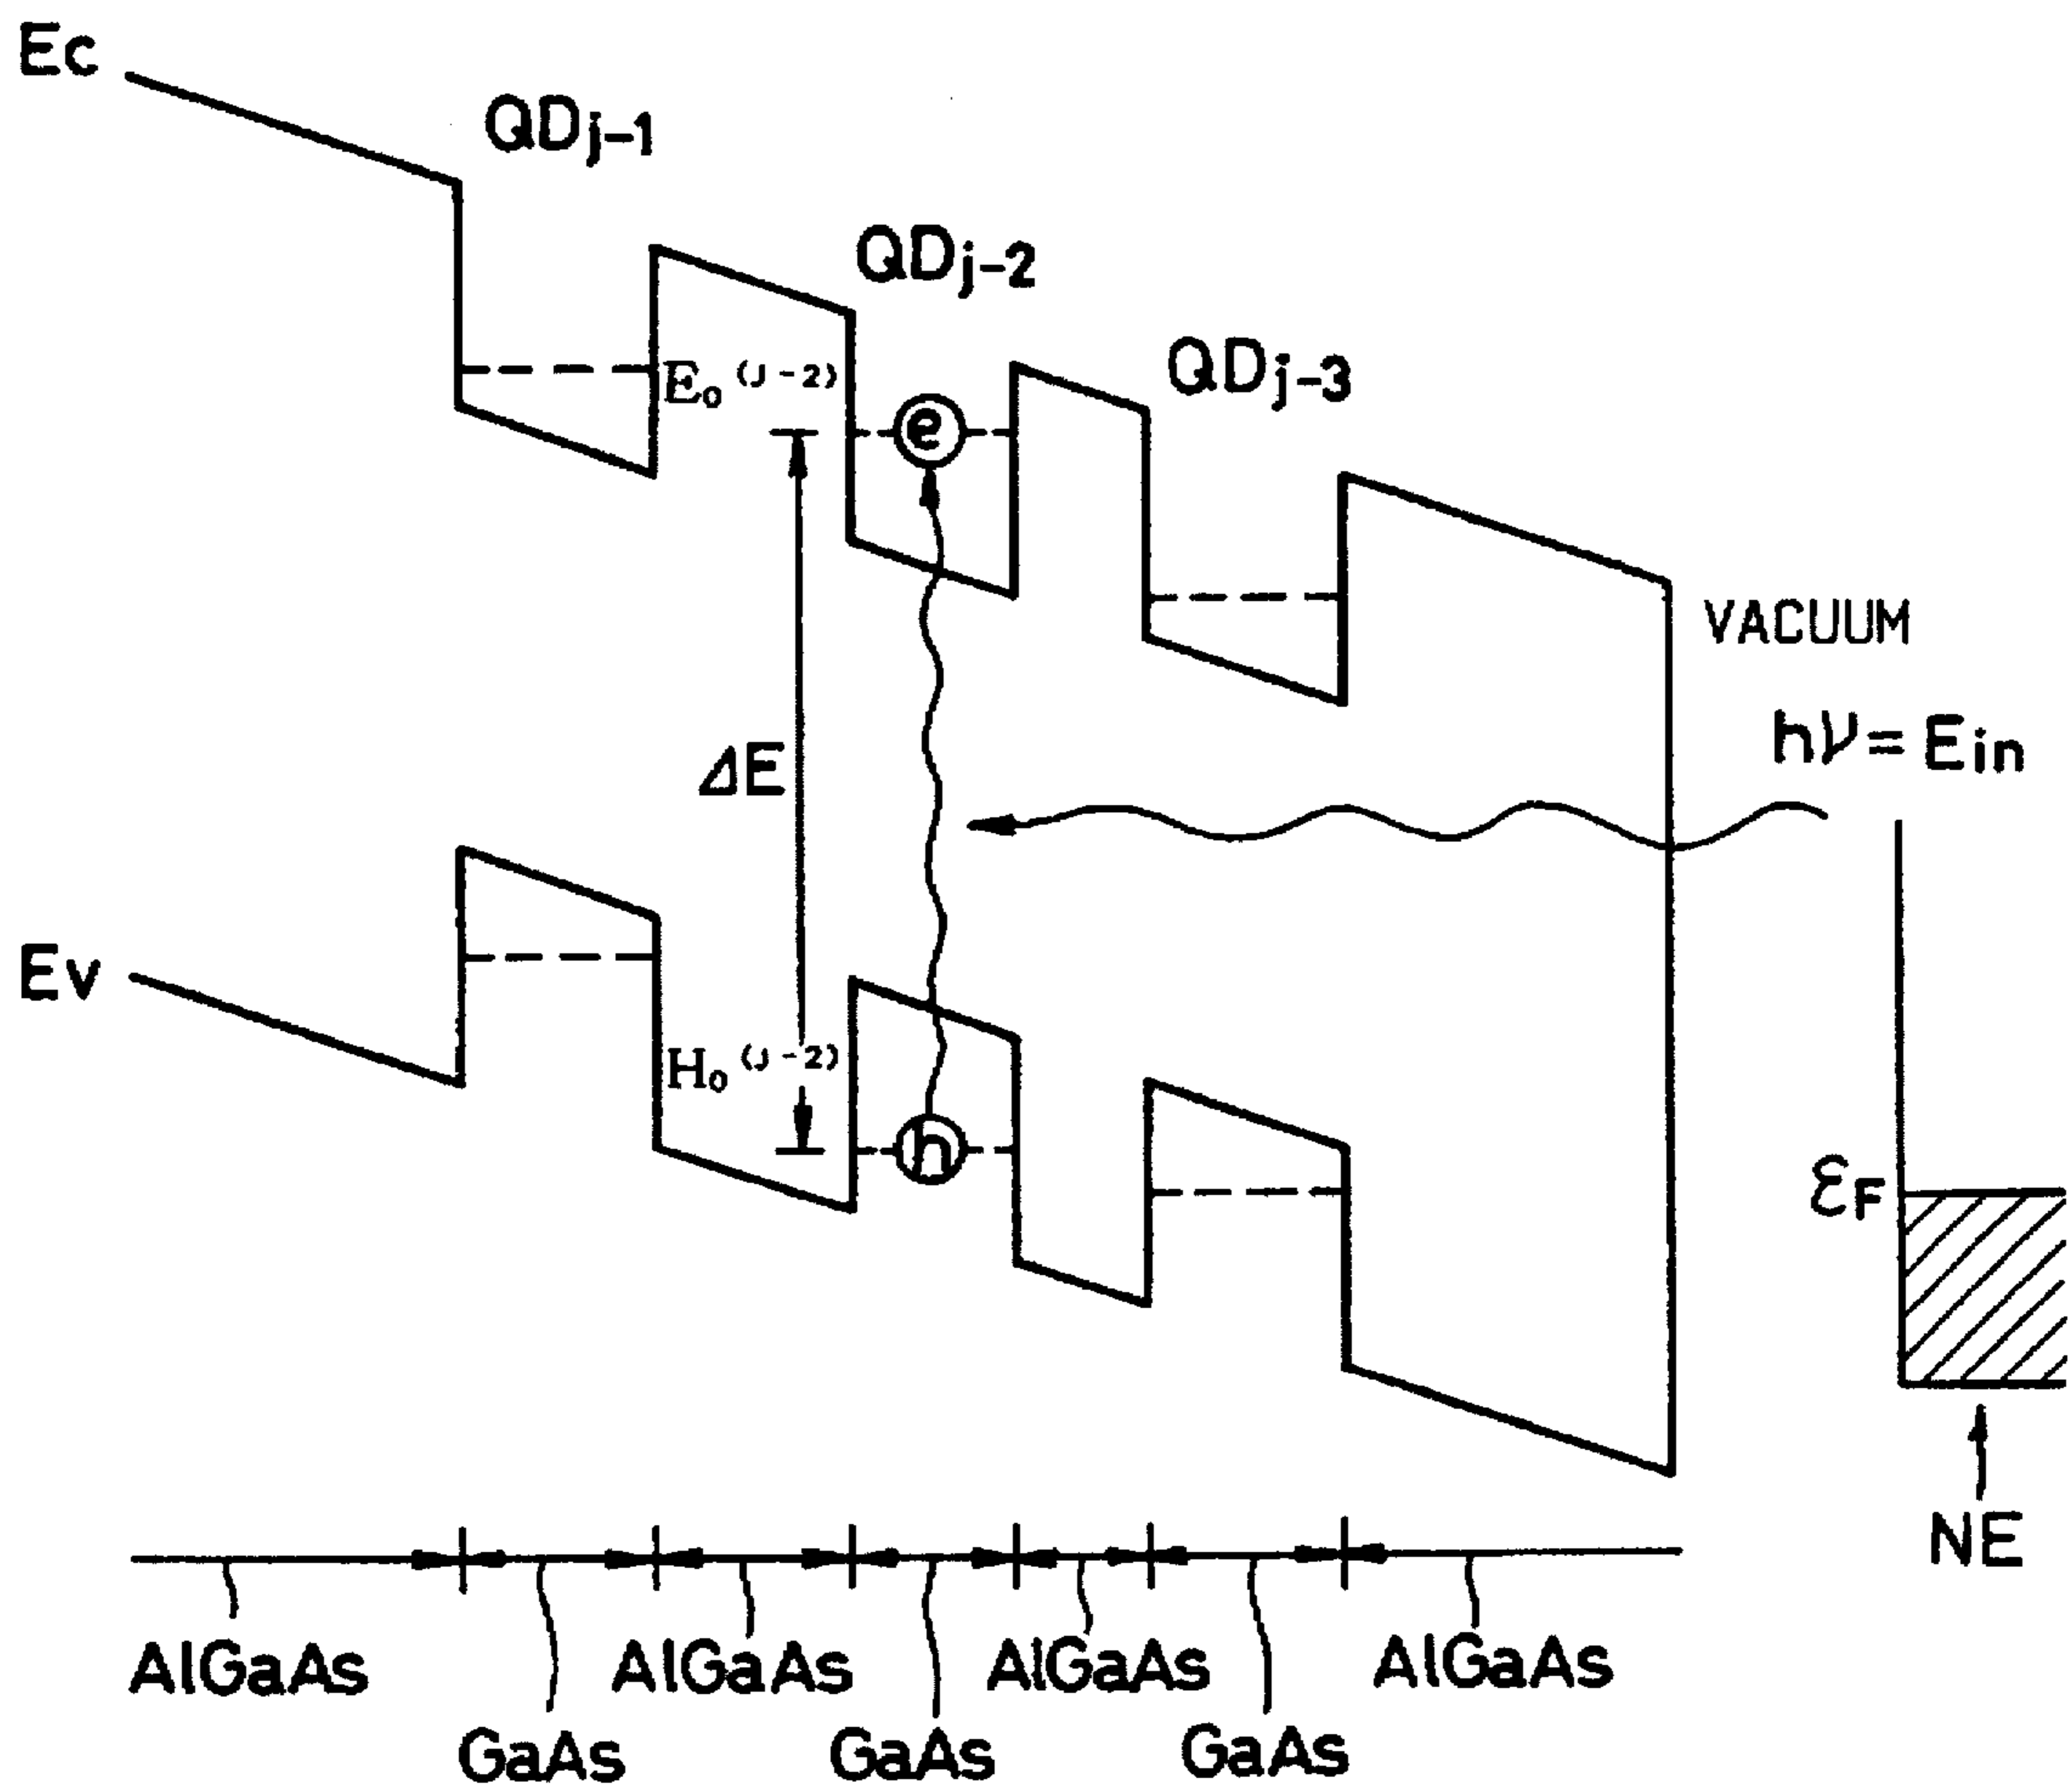 Ec
QDj-1
QDj-2
QDj-3
E₀(J-2)
e
VACUUM
hν=Ein
ΔE
Ev
H₀(J-2)
h
εF
NE
AlGaAs
AlGaAs
AlGaAs
AlGaAs
GaAs
GaAs
GaAs